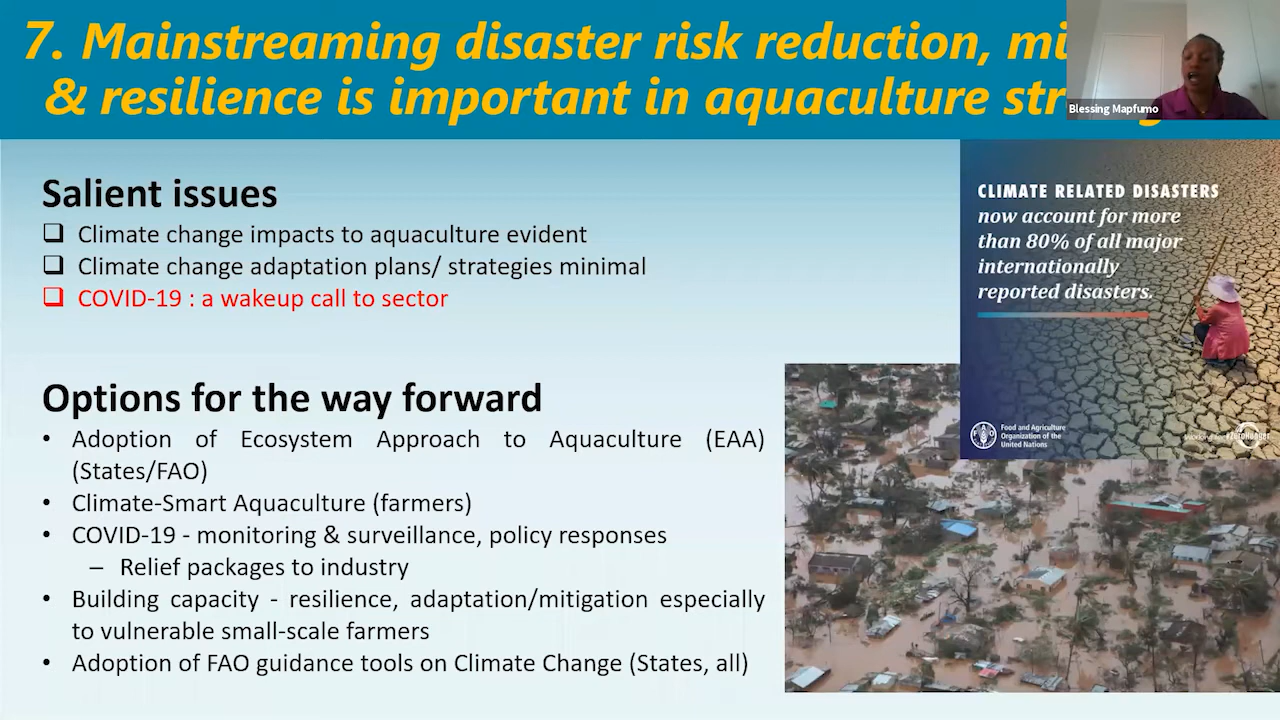 7. Mainstreaming disaster risk reduction,
& resilience is important in aquaculture
Blessing Mapfumo
Salient issues
❑ Climate change impacts to aquaculture evident
❑ Climate change adaptation plans/ strategies minimal
❑ COVID-19 : a wakeup call to sector
CLIMATE RELATED DISASTERS
now account for more
than 80% of all major
internationally
reported disasters.
Food and Agriculture
Organization of the
United Nations
#ZeroHunger
Options for the way forward
• Adoption of Ecosystem Approach to Aquaculture (EAA)
(States/FAO)
• Climate-Smart Aquaculture (farmers)
• COVID-19 - monitoring & surveillance, policy responses
– Relief packages to industry
• Building capacity - resilience, adaptation/mitigation especially
to vulnerable small-scale farmers
• Adoption of FAO guidance tools on Climate Change (States, all)